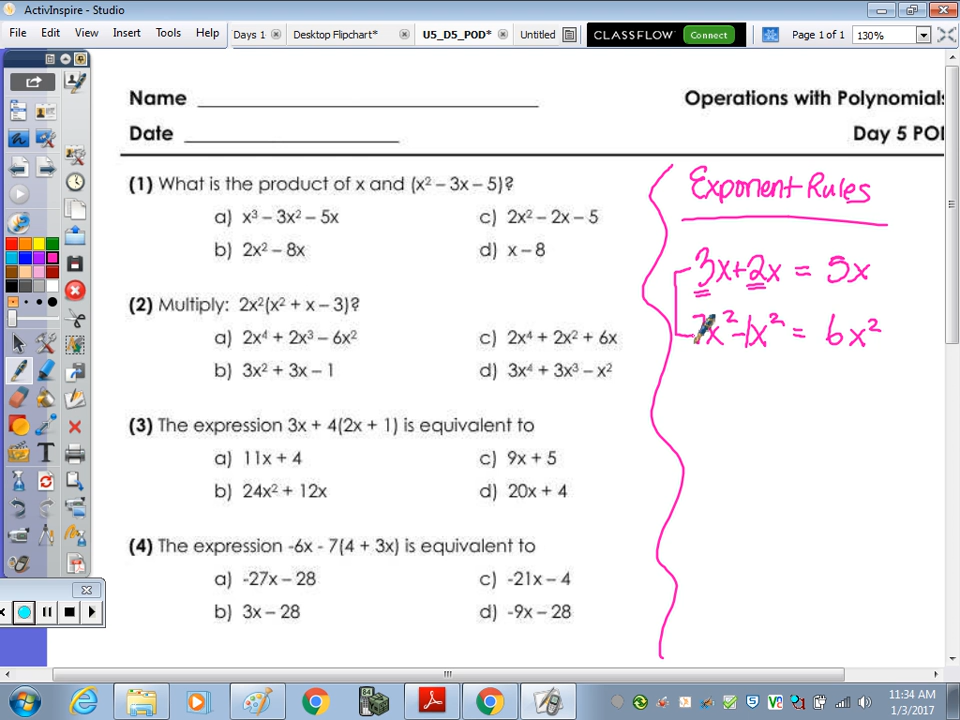 ActivInspire - Studio
File Edit View Insert Tools Help Days 1 Desktop Flipchart* U5_D5_POD* Untitled CLASSFLOW Connect Page 1 of 1 130%
Name
Operations with Polynomials
Date
Day 5 POD
(1) What is the product of x and (x² – 3x – 5)?
a) x³ – 3x² – 5x
c) 2x² – 2x – 5
b) 2x² – 8x
d) x – 8
(2) Multiply: 2x²(x² + x – 3)?
a) 2x⁴ + 2x³ – 6x²
c) 2x⁴ + 2x² + 6x
b) 3x² + 3x – 1
d) 3x⁴ + 3x³ – x²
(3) The expression 3x + 4(2x + 1) is equivalent to
a) 11x + 4
c) 9x + 5
b) 24x² + 12x
d) 20x + 4
(4) The expression -6x - 7(4 + 3x) is equivalent to
a) -27x – 28
c) -21x – 4
b) 3x – 28
d) -9x – 28
Exponent Rules
3x+2x = 5x
7x²-1x² = 6x²
11:34 AM
1/3/2017